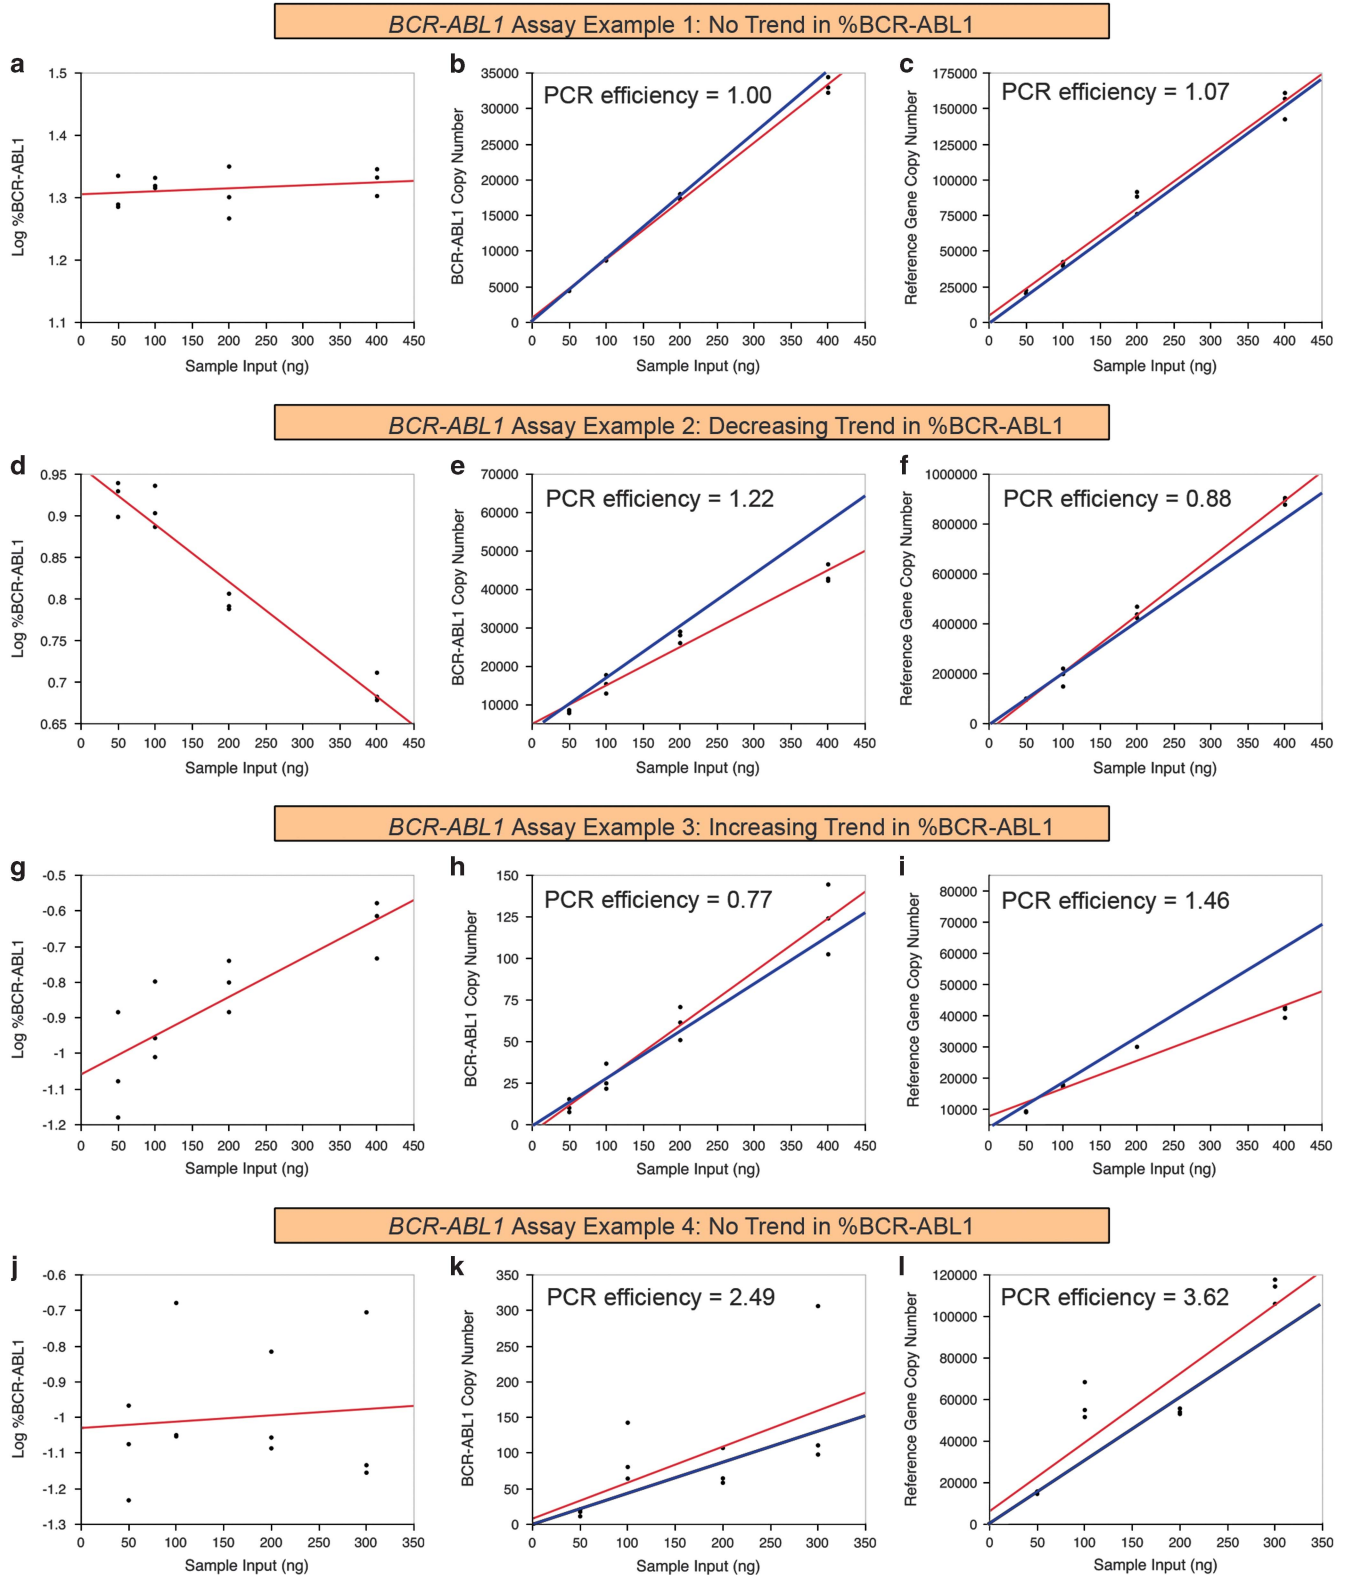 BCR-ABL1 Assay Example 1: No Trend in %BCR-ABL1
a
Log %BCR-ABL1
1.5
1.4
1.3
1.2
1.1
0 50 100 150 200 250 300 350 400 450
Sample Input (ng)
b
BCR-ABL1 Copy Number
PCR efficiency = 1.00
35000
30000
25000
20000
15000
10000
5000
0
0 50 100 150 200 250 300 350 400 450
Sample Input (ng)
c
Reference Gene Copy Number
PCR efficiency = 1.07
175000
150000
125000
100000
75000
50000
25000
0
0 50 100 150 200 250 300 350 400 450
Sample Input (ng)
BCR-ABL1 Assay Example 2: Decreasing Trend in %BCR-ABL1
d
Log %BCR-ABL1
0.95
0.9
0.85
0.8
0.75
0.7
0.65
0 50 100 150 200 250 300 350 400 450
Sample Input (ng)
e
BCR-ABL1 Copy Number
PCR efficiency = 1.22
70000
60000
50000
40000
30000
20000
10000
0 50 100 150 200 250 300 350 400 450
Sample Input (ng)
f
Reference Gene Copy Number
PCR efficiency = 0.88
1000000
800000
600000
400000
200000
0
0 50 100 150 200 250 300 350 400 450
Sample Input (ng)
BCR-ABL1 Assay Example 3: Increasing Trend in %BCR-ABL1
g
Log %BCR-ABL1
-0.5
-0.6
-0.7
-0.8
-0.9
-1
-1.1
-1.2
0 50 100 150 200 250 300 350 400 450
Sample Input (ng)
h
BCR-ABL1 Copy Number
PCR efficiency = 0.77
150
125
100
75
50
25
0
0 50 100 150 200 250 300 350 400 450
Sample Input (ng)
i
Reference Gene Copy Number
PCR efficiency = 1.46
80000
70000
60000
50000
40000
30000
20000
10000
0 50 100 150 200 250 300 350 400 450
Sample Input (ng)
BCR-ABL1 Assay Example 4: No Trend in %BCR-ABL1
j
Log %BCR-ABL1
-0.6
-0.7
-0.8
-0.9
-1
-1.1
-1.2
-1.3
0 50 100 150 200 250 300 350
Sample Input (ng)
k
BCR-ABL1 Copy Number
PCR efficiency = 2.49
350
300
250
200
150
100
50
0
0 50 100 150 200 250 300 350
Sample Input (ng)
l
Reference Gene Copy Number
PCR efficiency = 3.62
120000
100000
80000
60000
40000
20000
0
0 50 100 150 200 250 300 350
Sample Input (ng)